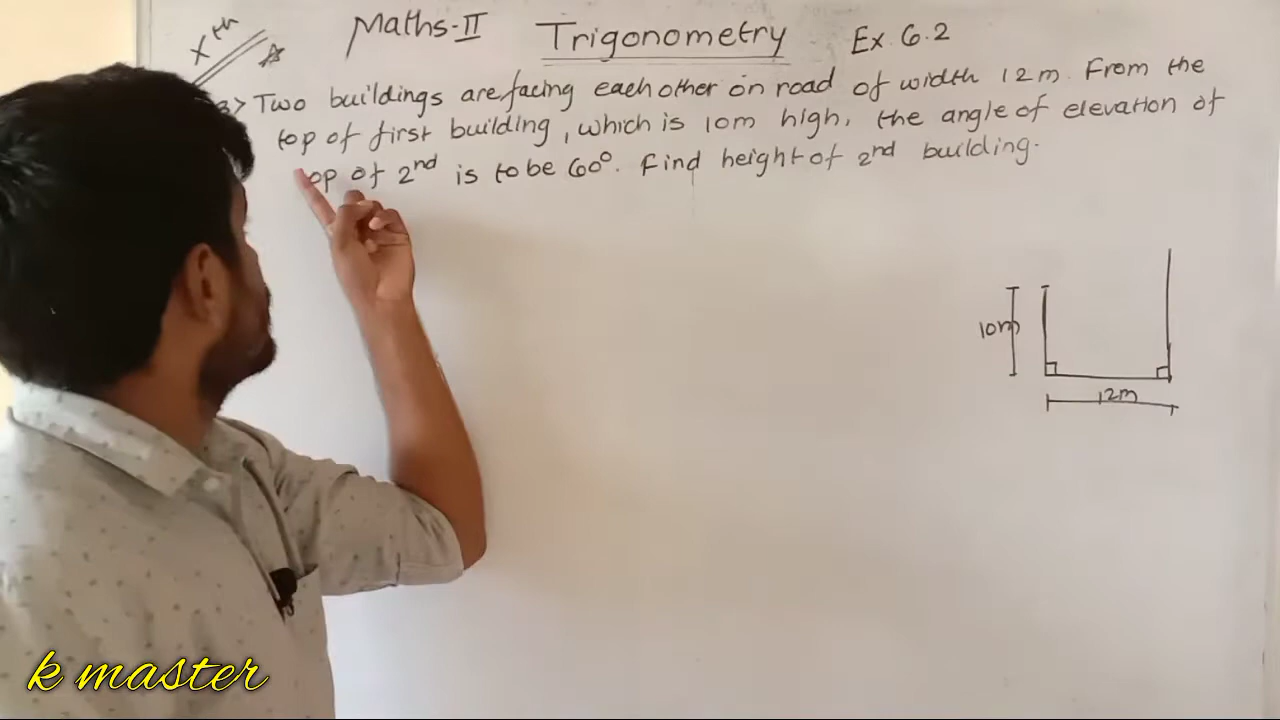 Xth
A
Maths-II Trigonometry Ex. 6.2
3> Two buildings are facing each other on road of width 12m. From the
top of first building, which is 10m high, the angle of elevation of
top of 2nd is to be 60°. Find height of 2nd building.
10m
12m
k master